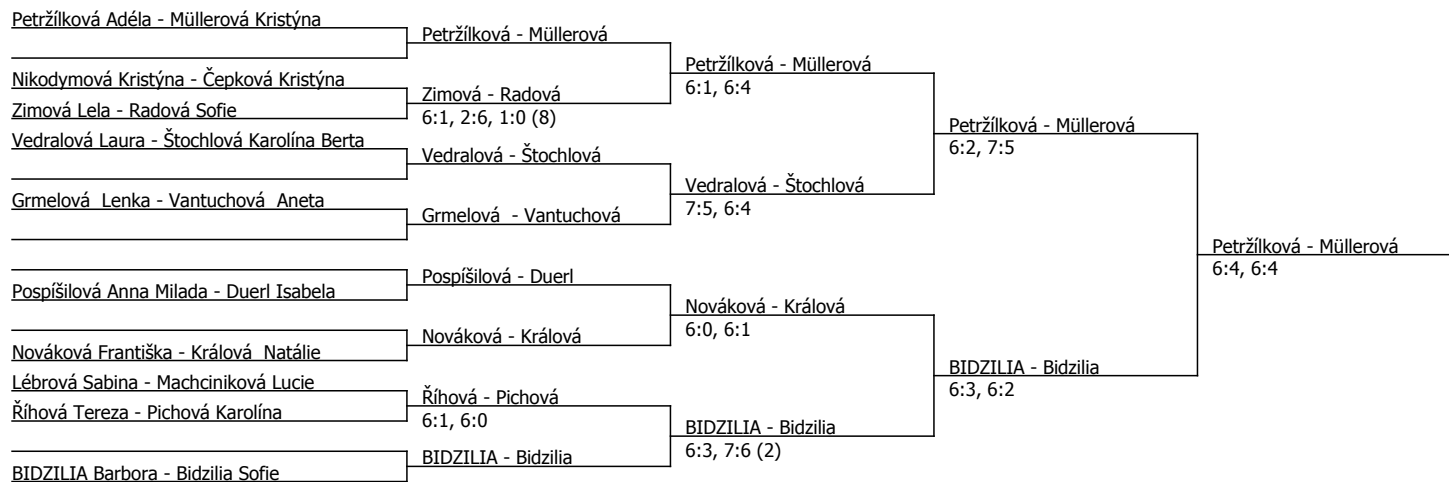 Petržílková Adéla - Müllerová Kristýna
Petržílková - Müllerová
Petržílková - Müllerová
6:1, 6:4
Nikodymová Kristýna - Čepková Kristýna
Zimová - Radová
6:1, 2:6, 1:0 (8)
Zimová Lela - Radová Sofie
Petržílková - Müllerová
6:2, 7:5
Vedralová Laura - Štochlová Karolína Berta
Vedralová - Štochlová
Vedralová - Štochlová
7:5, 6:4
Grmelová  Lenka - Vantuchová  Aneta
Grmelová  - Vantuchová
Petržílková - Müllerová
6:4, 6:4
Pospíšilová - Duerl
Pospíšilová Anna Milada - Duerl Isabela
Nováková - Králová
6:0, 6:1
Nováková - Králová
Nováková Františka - Králová  Natálie
BIDZILIA - Bidzilia
6:3, 6:2
Lébrová Sabina - Machciniková Lucie
Říhová - Pichová
6:1, 6:0
Říhová Tereza - Pichová Karolína
BIDZILIA - Bidzilia
6:3, 7:6 (2)
BIDZILIA - Bidzilia
BIDZILIA Barbora - Bidzilia Sofie